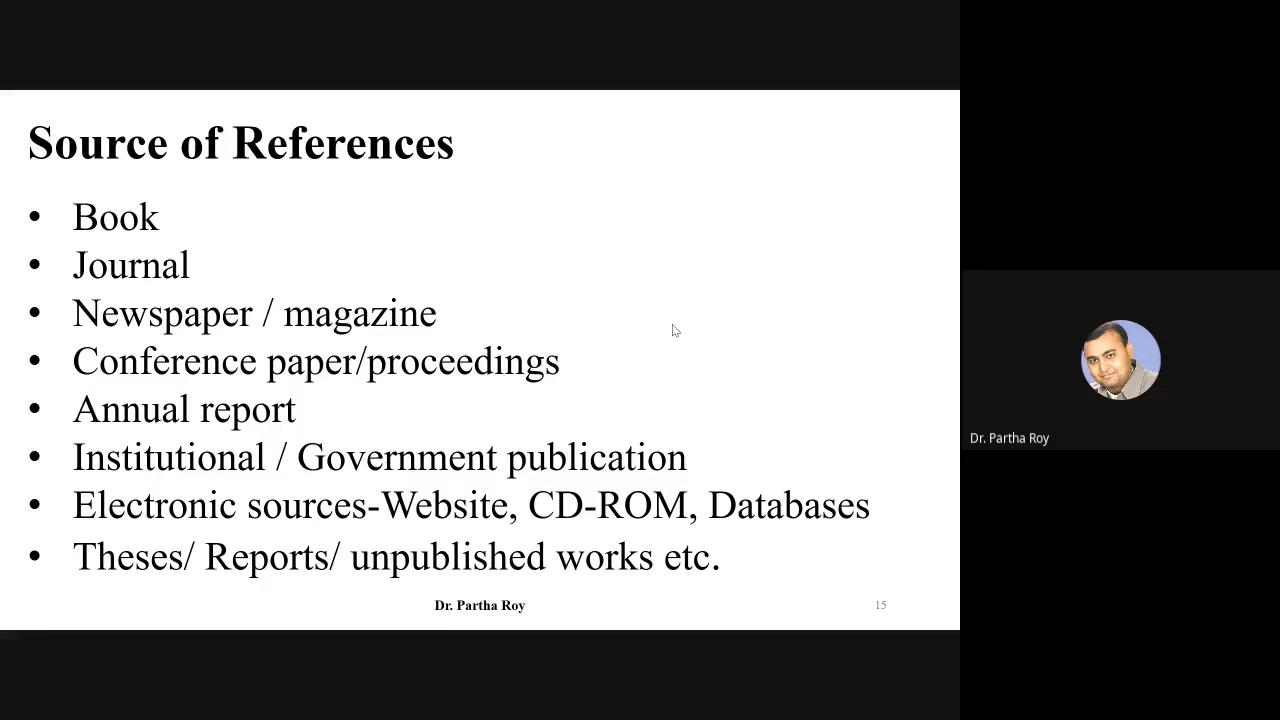 Source of References
• Book
• Journal
• Newspaper / magazine
• Conference paper/proceedings
• Annual report
• Institutional / Government publication
• Electronic sources-Website, CD-ROM, Databases
• Theses/ Reports/ unpublished works etc.
Dr. Partha Roy
15
Dr. Partha Roy